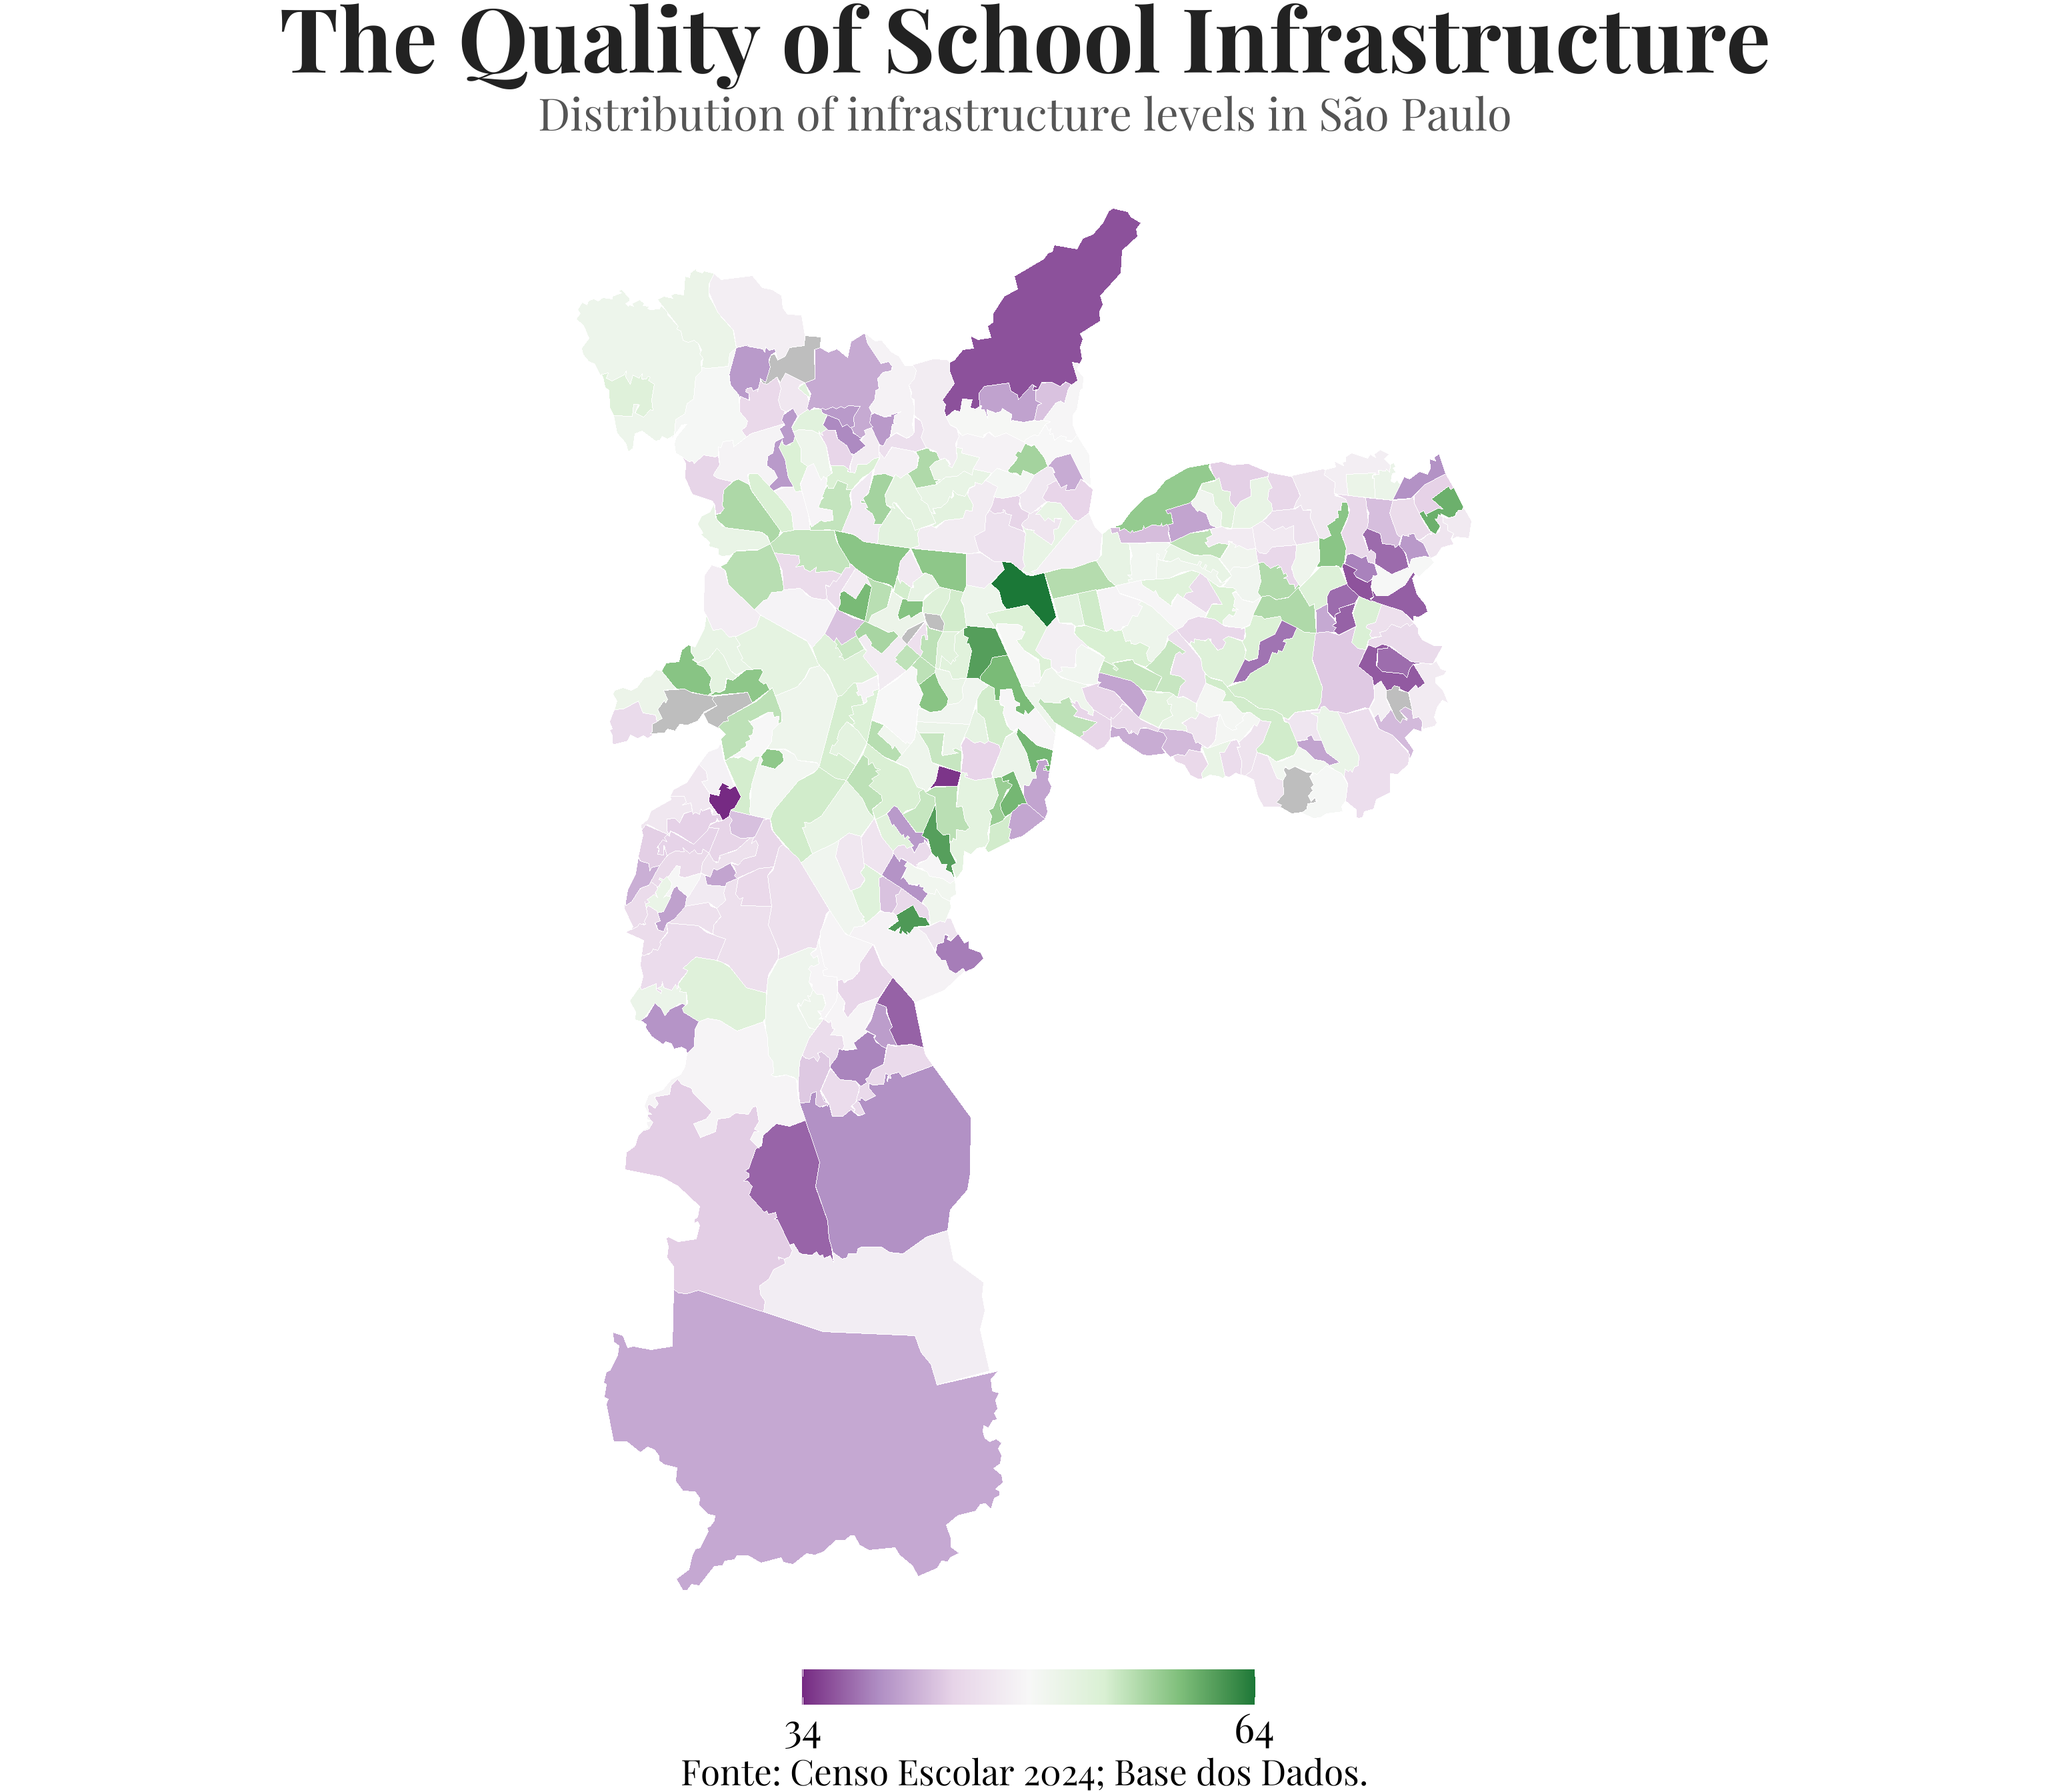 The Quality of School Infrastructure
Distribution of infrastructure levels in São Paulo
34 64
Fonte: Censo Escolar 2024; Base dos Dados.